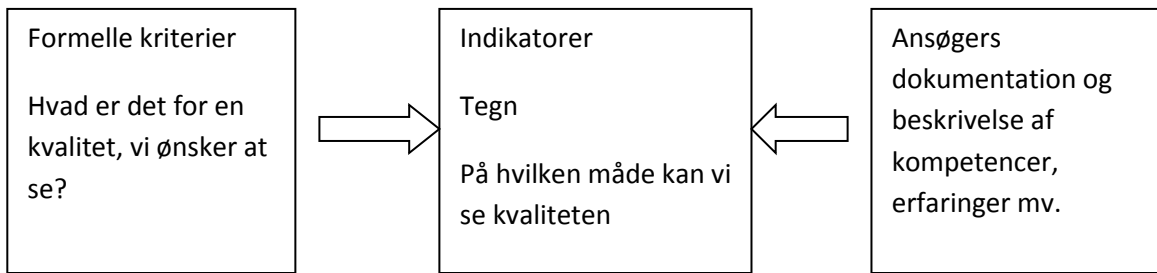 Formelle kriterier
Hvad er det for en
kvalitet, vi ønsker at
se?
Indikatorer
Tegn
På hvilken måde kan vi
se kvaliteten
Ansøgers
dokumentation og
beskrivelse af
kompetencer,
erfaringer mv.